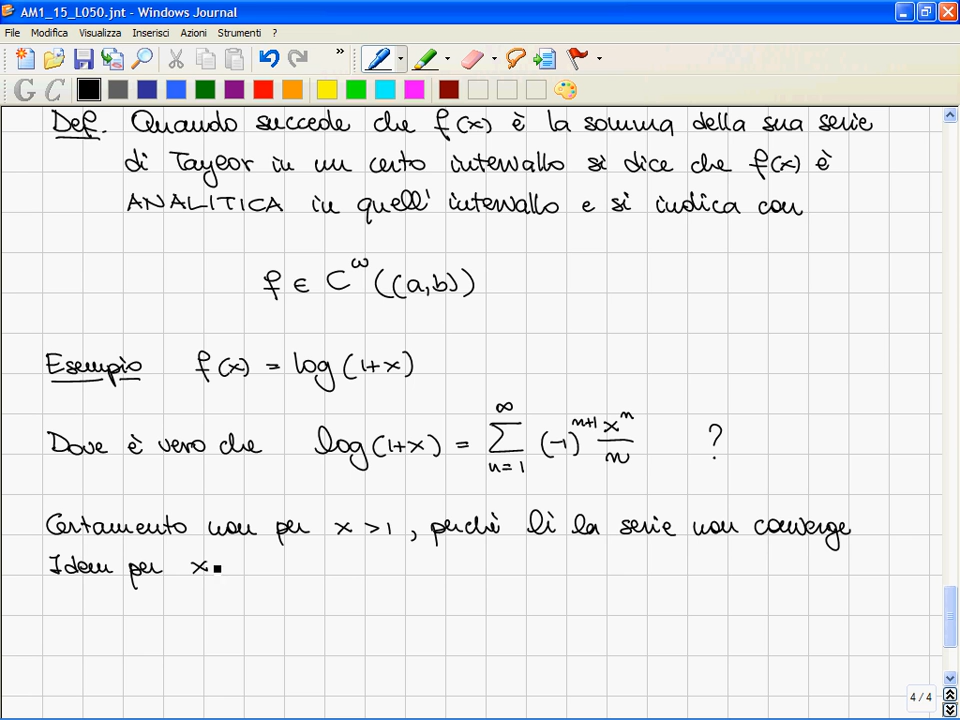 AM1_15_L050.jnt - Windows Journal
File Modifica Visualizza Inserisci Azioni Strumenti ?
Def. Quando succede che f(x) è la somma della sua serie
di Tayeor in un certo intervallo si dice che f(x) è
ANALITICA in quell' intervallo e si indica con
f ∈ C^ω((a,b))
Esempio f(x) = log(1+x)
Dove è vero che log(1+x) = ∑_{n=1}^{∞} (-1)^{n+1} x^n/n ?
Certamento non per x>1, perchè lì la serie non converge
Idem per x
4 / 4